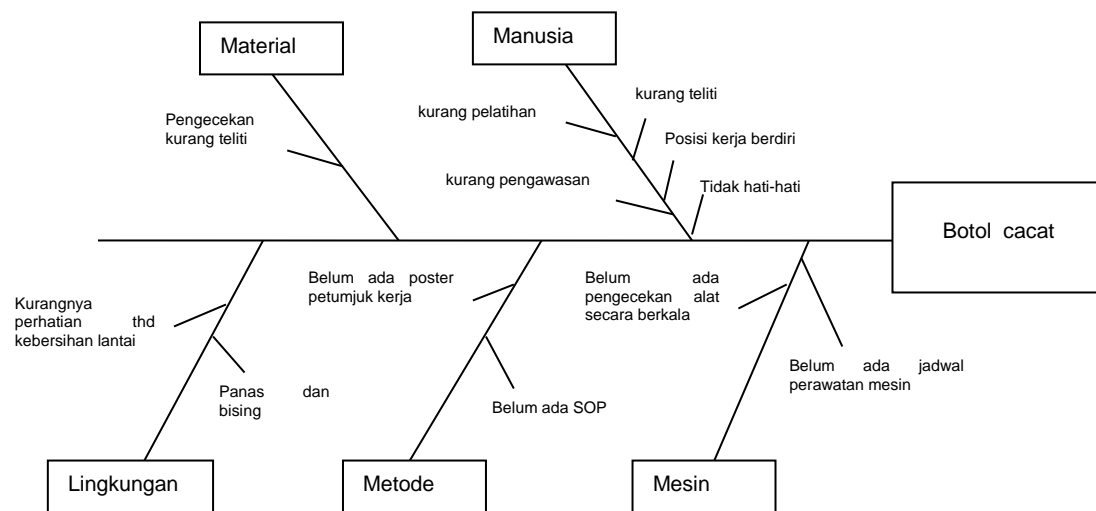 Material
Manusia
Pengecekan
kurang teliti
kurang pelatihan
kurang teliti
Posisi kerja berdiri
kurang pengawasan
Tidak hati-hati
Botol cacat
Kurangnya
perhatian thd
kebersihan lantai
Panas dan
bising
Belum ada poster
petumjuk kerja
Belum ada SOP
Belum ada
pengecekan alat
secara berkala
Belum ada jadwal
perawatan mesin
Lingkungan
Metode
Mesin